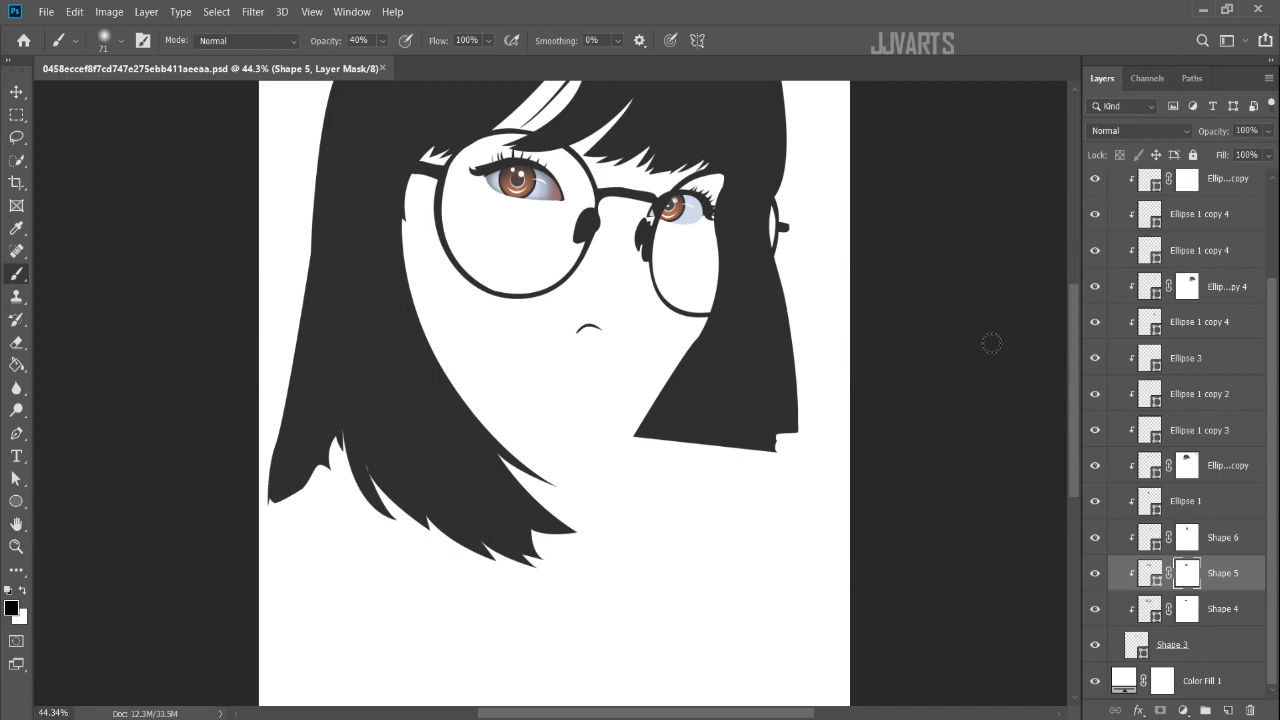 Ps File Edit Image Layer Type Select Filter 3D View Window Help
71 Mode: Normal Opacity: 40% Flow: 100% Smoothing: 0% JJVARTS
0458eccef8f7cd747e275ebb411aeeaa.psd @ 44.3% (Shape 5, Layer Mask/8)
Layers Channels Paths
Kind
Normal Opacity: 100%
Lock: Fill: 100%
Ellip...copy
Ellipse 1 copy 4
Ellipse 1 copy 4
Ellip...py 4
Ellipse 1 copy 4
Ellipse 3
Ellipse 1 copy 2
Ellipse 1 copy 3
Ellip...copy
Ellipse 1
Shape 6
Shape 5
Shape 4
Shape 3
Color Fill 1
44.34% Doc: 12.3M/33.5M
fx